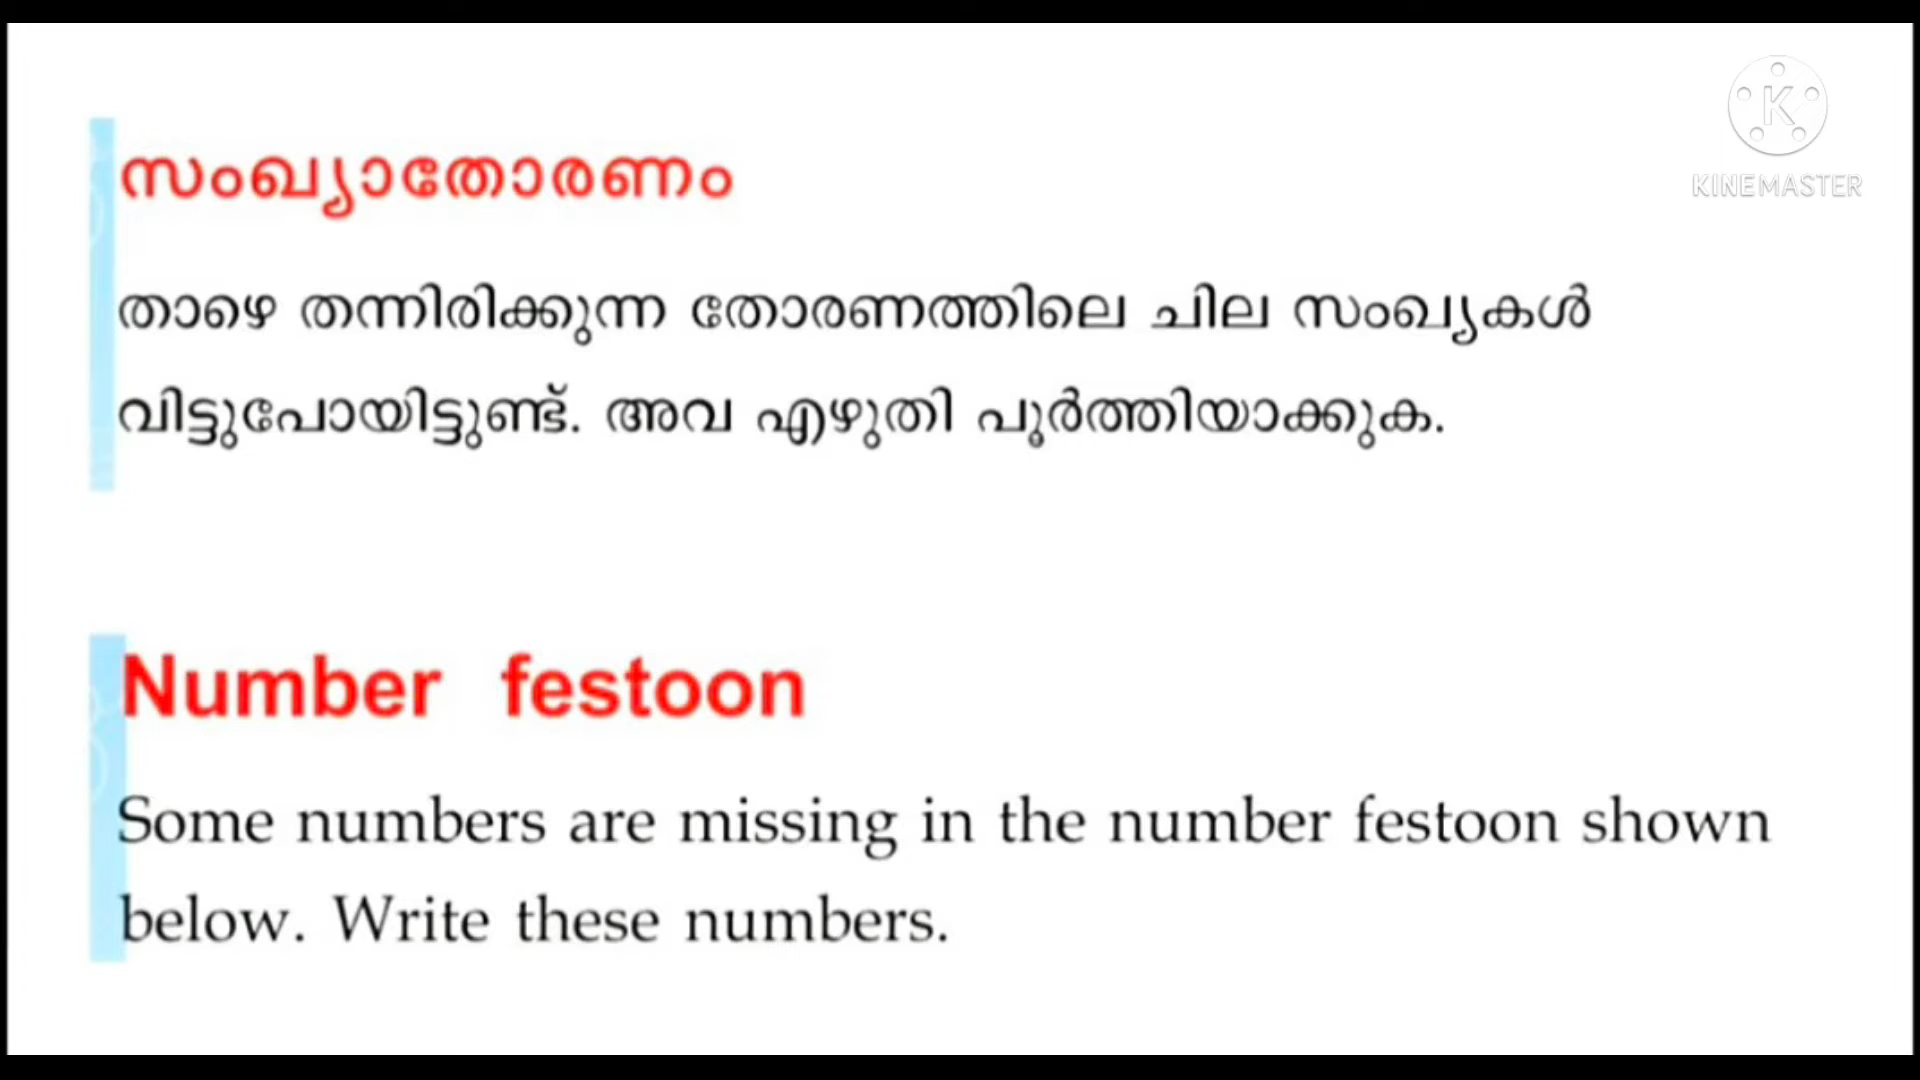 KINEMASTER
സംഖ്യാതോരണം
താഴെ തന്നിരിക്കുന്ന തോരണത്തിലെ ചില സംഖ്യകൾ
വിട്ടുപോയിട്ടുണ്ട്. അവ എഴുതി പൂർത്തിയാക്കുക.
Number festoon
Some numbers are missing in the number festoon shown
below. Write these numbers.